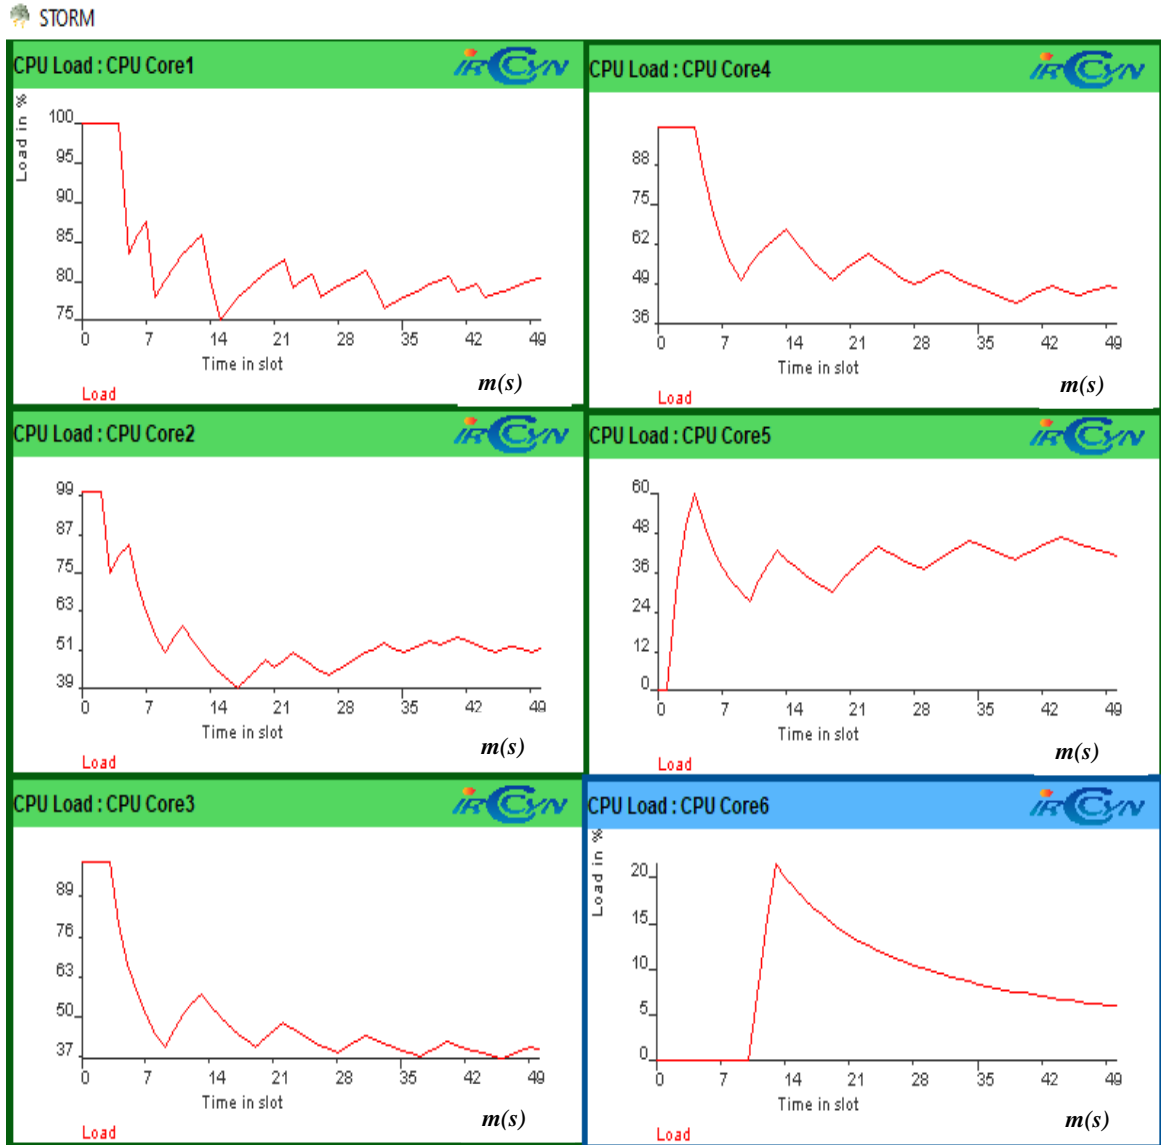 STORM
CPU Load : CPU Core1
IRCCyN
Load in %
100
95
90
85
80
75
0 7 14 21 28 35 42 49
Time in slot
m(s)
Load
CPU Load : CPU Core4
IRCCyN
88
75
62
49
36
0 7 14 21 28 35 42 49
Time in slot
m(s)
Load
CPU Load : CPU Core2
IRCCyN
99
87
75
63
51
39
0 7 14 21 28 35 42 49
Time in slot
m(s)
Load
CPU Load : CPU Core5
IRCCyN
60
48
36
24
12
0
0 7 14 21 28 35 42 49
Time in slot
m(s)
Load
CPU Load : CPU Core3
IRCCyN
89
76
63
50
37
0 7 14 21 28 35 42 49
Time in slot
m(s)
Load
CPU Load : CPU Core6
IRCCyN
Load in %
20
15
10
5
0
0 7 14 21 28 35 42 49
Time in slot
m(s)
Load